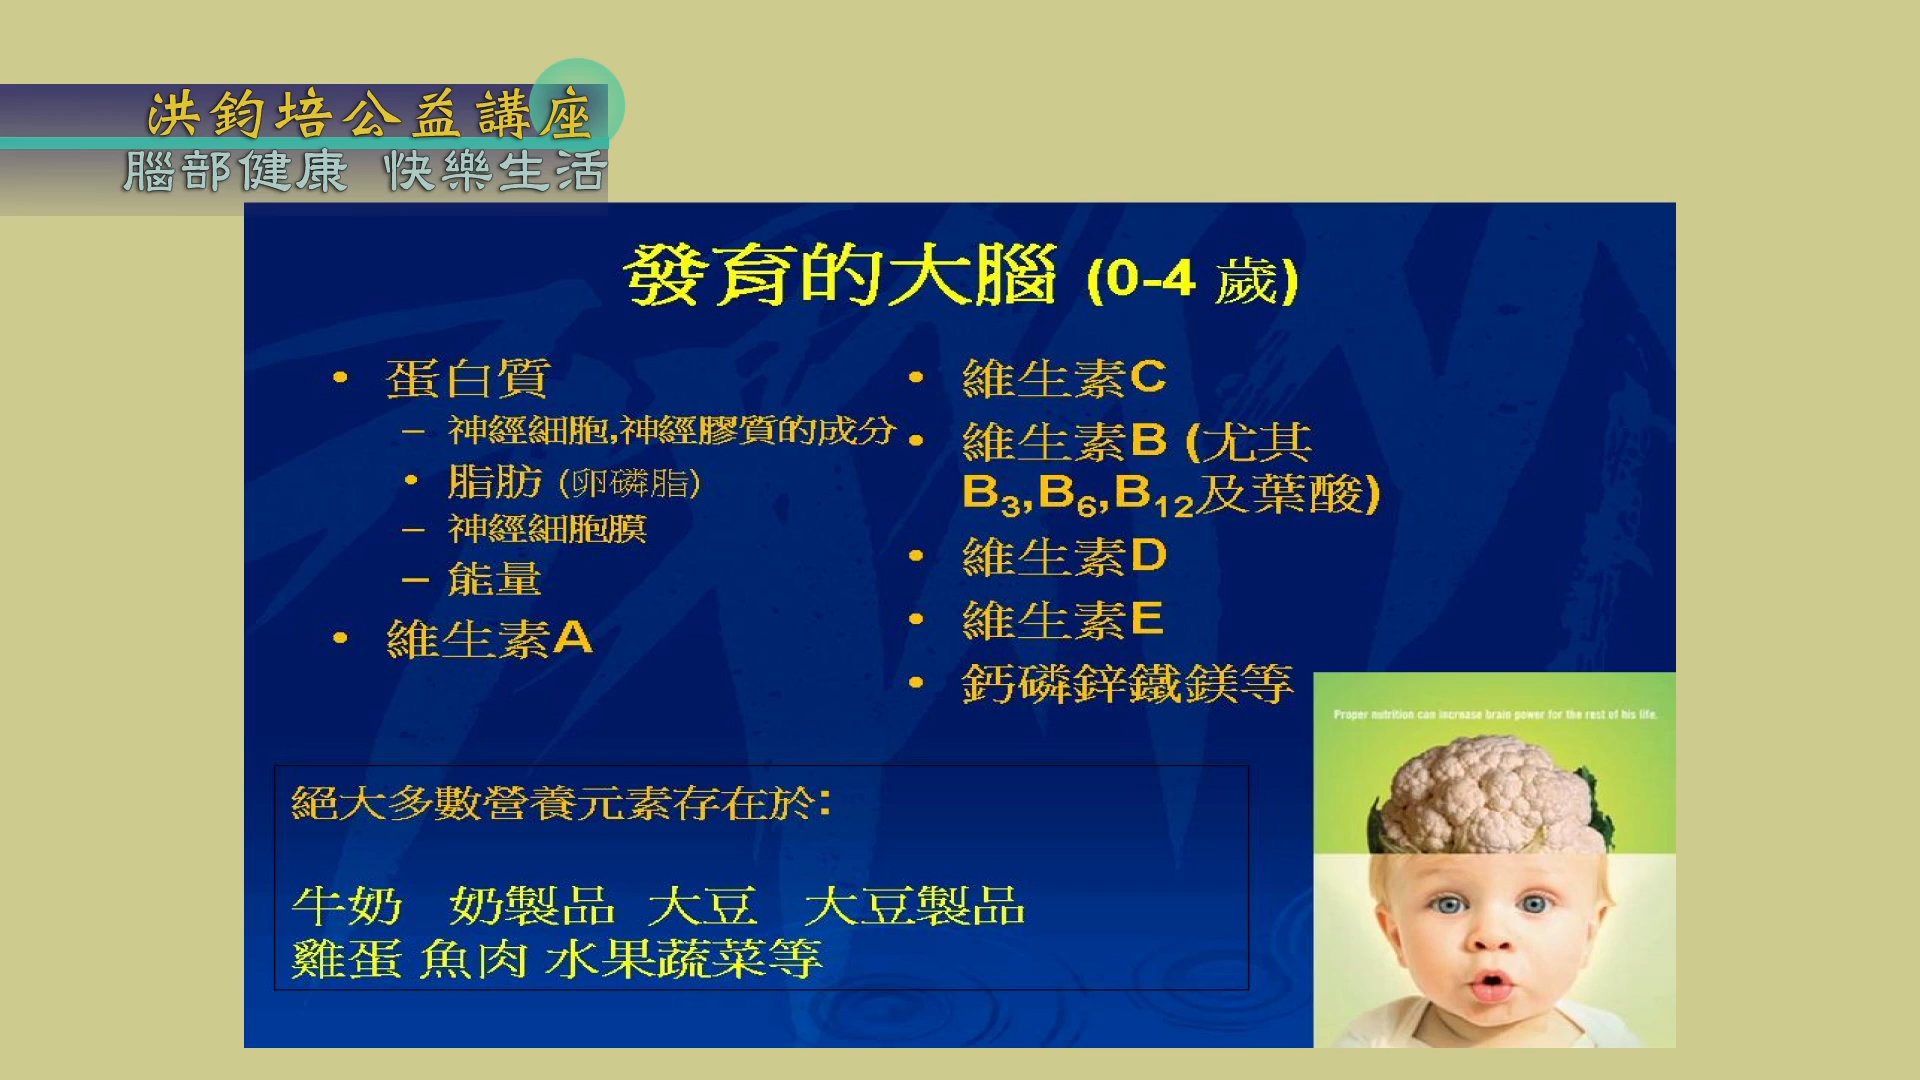 洪鈞培公益講座
腦部健康 快樂生活
發育的大腦 (0-4 歲)
• 蛋白質
– 神經細胞,神經膠質的成分
• 脂肪 (卵磷脂)
– 神經細胞膜
– 能量
• 維生素A
• 維生素C
• 維生素B (尤其
B3,B6,B12及葉酸)
• 維生素D
• 維生素E
• 鈣磷鋅鐵鎂等
絕大多數營養元素存在於:
牛奶 奶製品 大豆 大豆製品
雞蛋 魚肉 水果蔬菜等
Proper nutrition can increase brain power for the rest of his life.